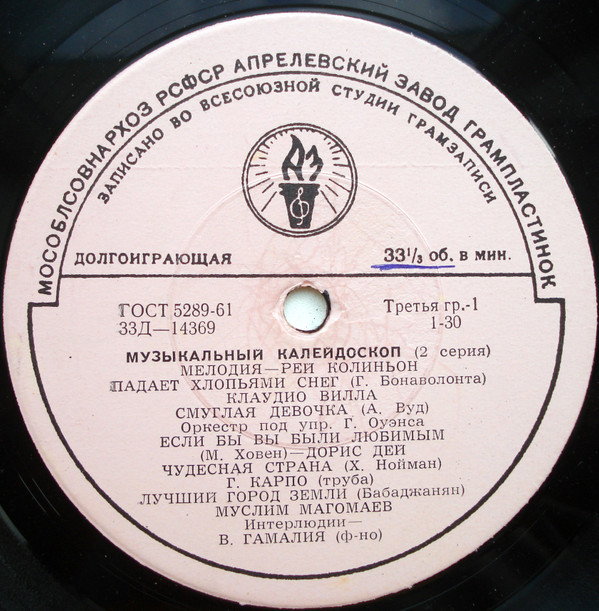 МОСОБЛСОВНАРХОЗ РСФСР АПРЕЛЕВСКИЙ ЗАВОД ГРАМПЛАСТИНОК
ЗАПИСАНО ВО ВСЕСОЮЗНОЙ СТУДИИ ГРАМЗАПИСИ
АЗ
ДОЛГОИГРАЮЩАЯ 33 1/3 об. в мин.
ГОСТ 5289-61 Третья гр.-1
33Д—14369 1-30
МУЗЫКАЛЬНЫЙ КАЛЕЙДОСКОП (2 серия)
МЕЛОДИЯ—РЕЙ КОЛИНЬОН
ПАДАЕТ ХЛОПЬЯМИ СНЕГ (Г. Бонаволонта)
КЛАУДИО ВИЛЛА
СМУГЛАЯ ДЕВОЧКА (А. Вуд)
Оркестр под упр. Г. Оуэнса
ЕСЛИ БЫ ВЫ БЫЛИ ЛЮБИМЫМ
(М. Ховен)—ДОРИС ДЕЙ
ЧУДЕСНАЯ СТРАНА (Х. Нойман)
Г. КАРПО (труба)
ЛУЧШИЙ ГОРОД ЗЕМЛИ (Бабаджанян)
МУСЛИМ МАГОМАЕВ
Интерлюдии—
В. ГАМАЛИЯ (ф-но)